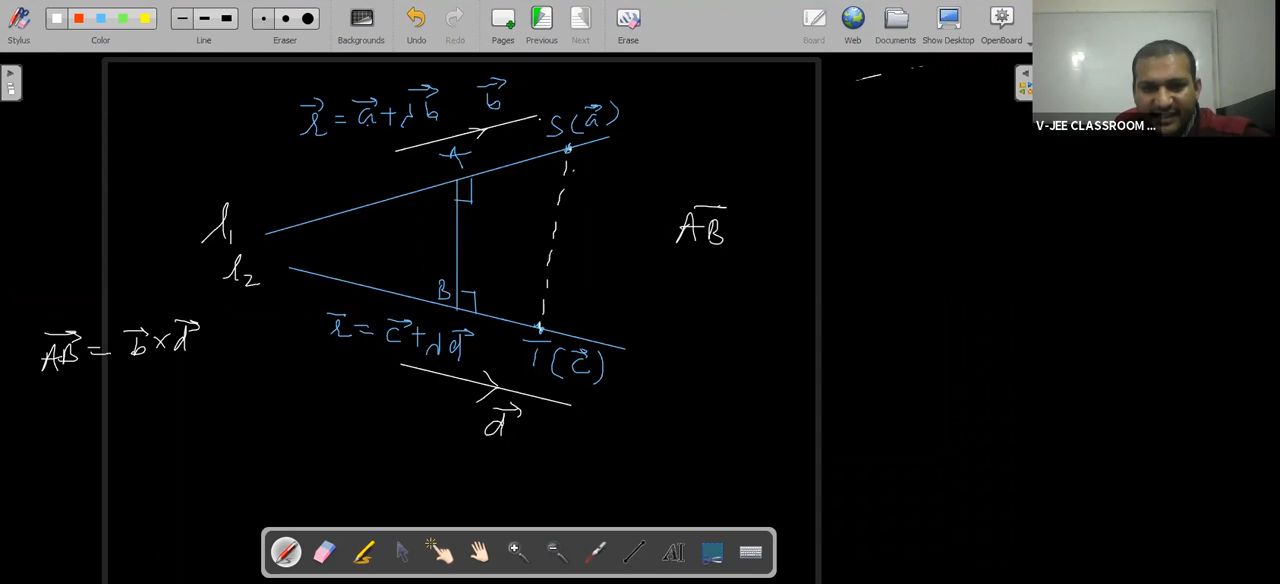 Stylus Color Line Eraser Backgrounds Undo Redo Pages Previous Next Erase Board Web Documents Show Desktop OpenBoard
V-JEE CLASSROOM ...
r⃗ = a⃗ + λb⃗
b⃗
S(a⃗)
A
l₁
l₂
AB̅
B
AB⃗ = b⃗ × d⃗
r̅ = c⃗ + λd⃗
T(c⃗)
d⃗
AI